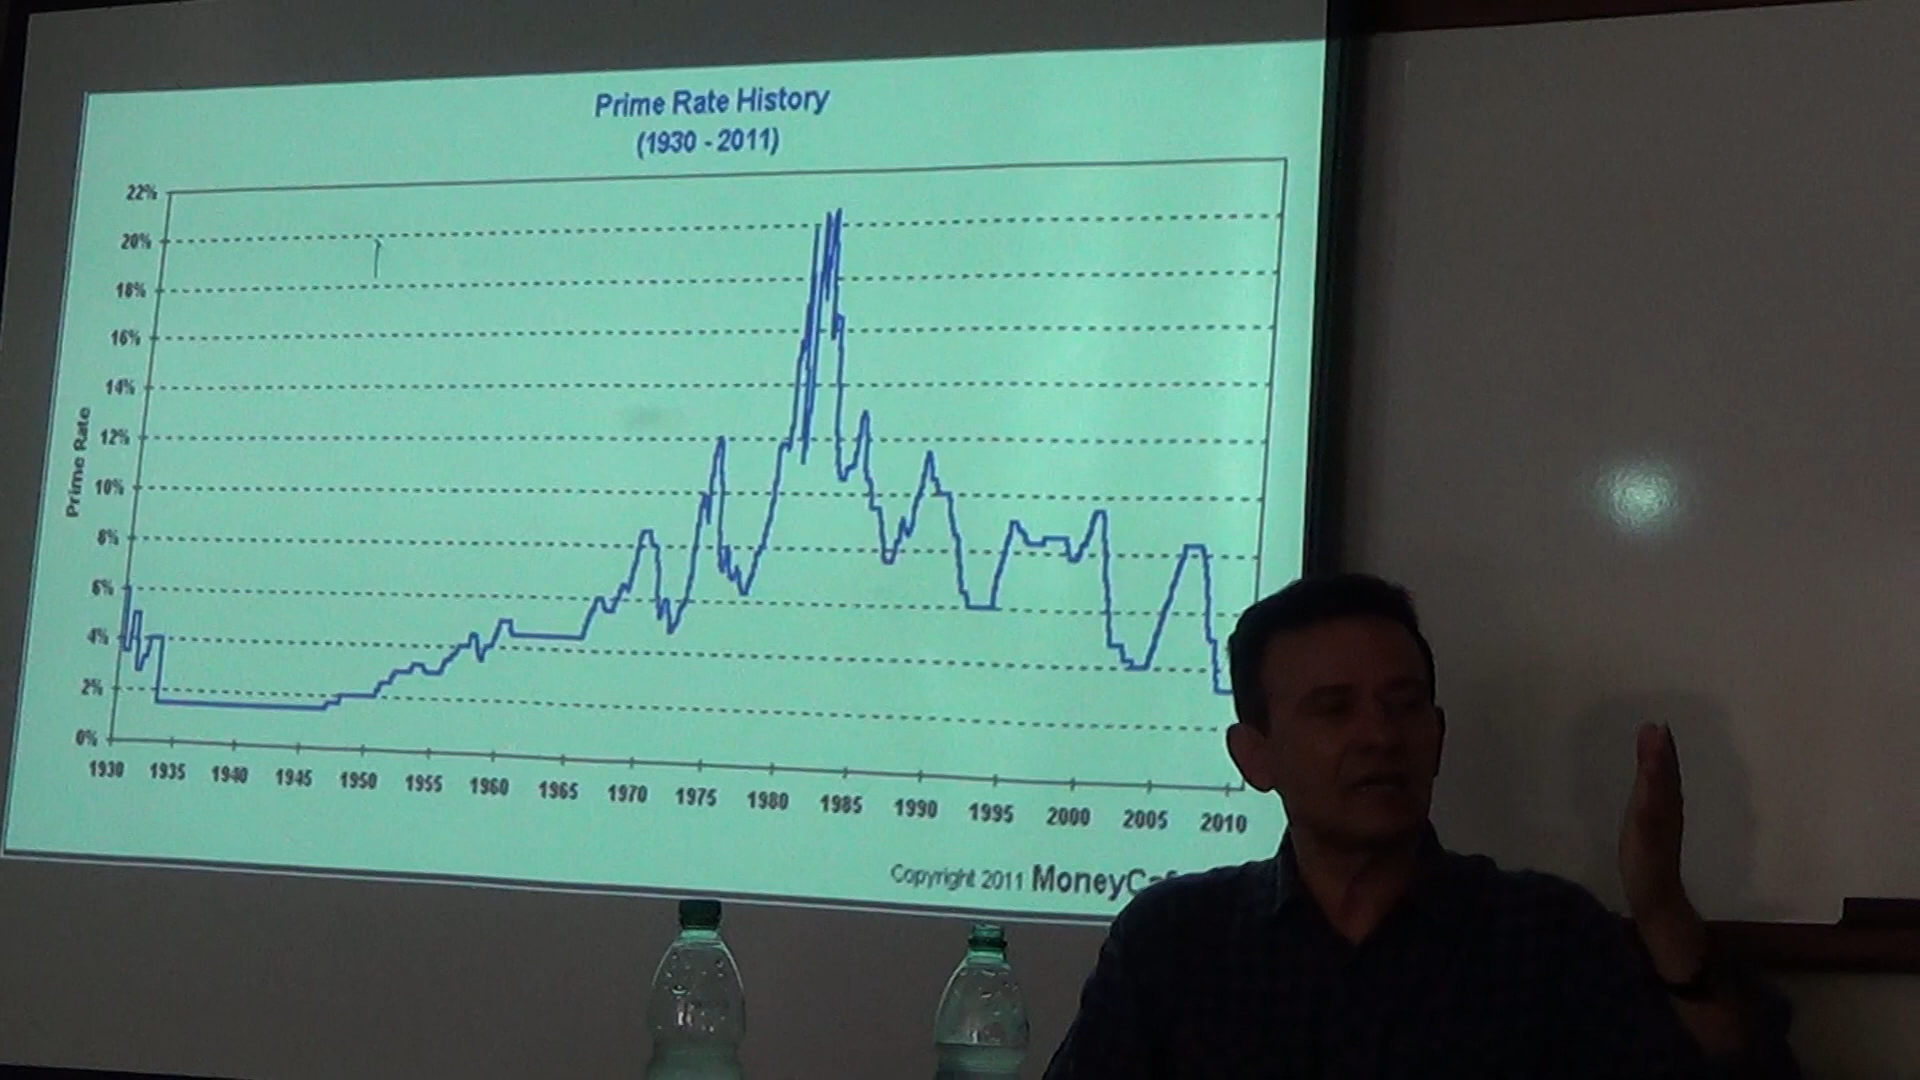 Prime Rate History
(1930 - 2011)
22%
20%
18%
16%
14%
12%
10%
8%
6%
4%
2%
0%
Prime Rate
1930 1935 1940 1945 1950 1955 1960 1965 1970 1975 1980 1985 1990 1995 2000 2005 2010
Copyright 2011